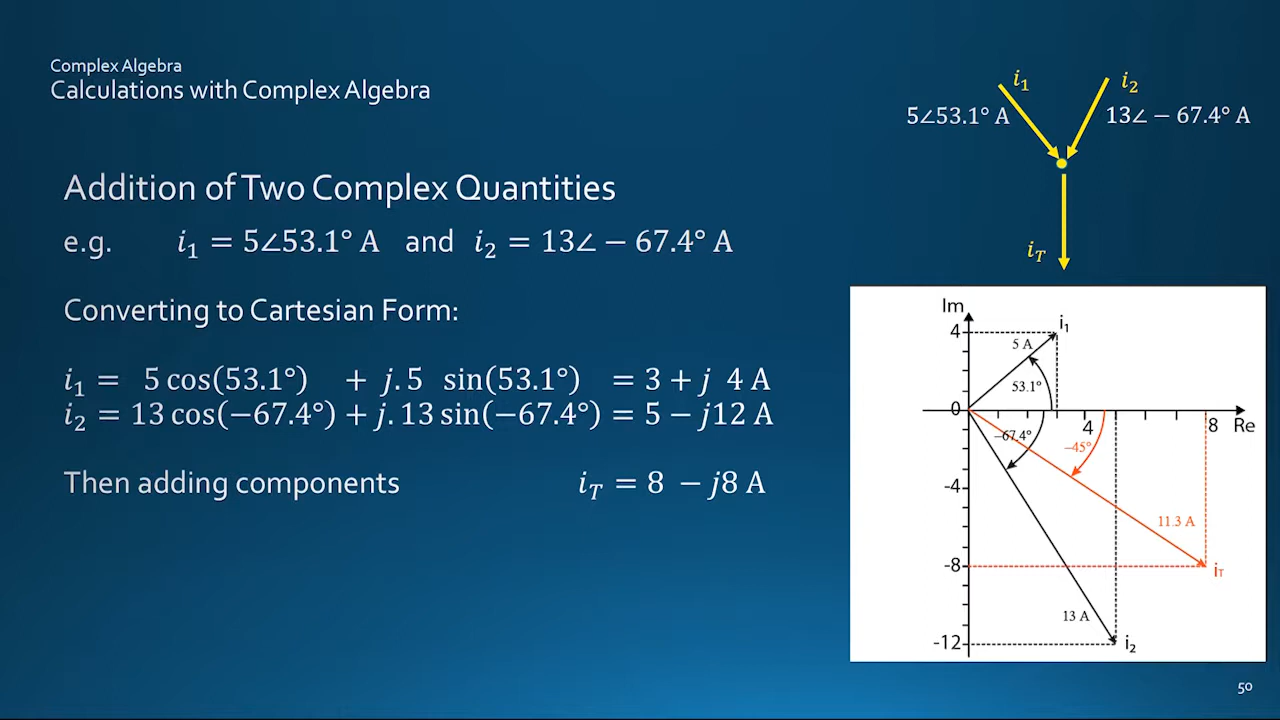 Complex Algebra
Calculations with Complex Algebra
i₁
i₂
5∠53.1° A
13∠ − 67.4° A
i_T
Addition of Two Complex Quantities
e.g. i₁ = 5∠53.1° A and i₂ = 13∠ − 67.4° A
Converting to Cartesian Form:
i₁ = 5 cos(53.1°) + j. 5 sin(53.1°) = 3 + j 4 A
i₂ = 13 cos(−67.4°) + j. 13 sin(−67.4°) = 5 − j12 A
Then adding components i_T = 8 − j8 A
Im
4
i₁
5 A
53.1°
0
4
8 Re
−67.4°
−45°
-4
11.3 A
-8
i_T
13 A
-12
i₂
50